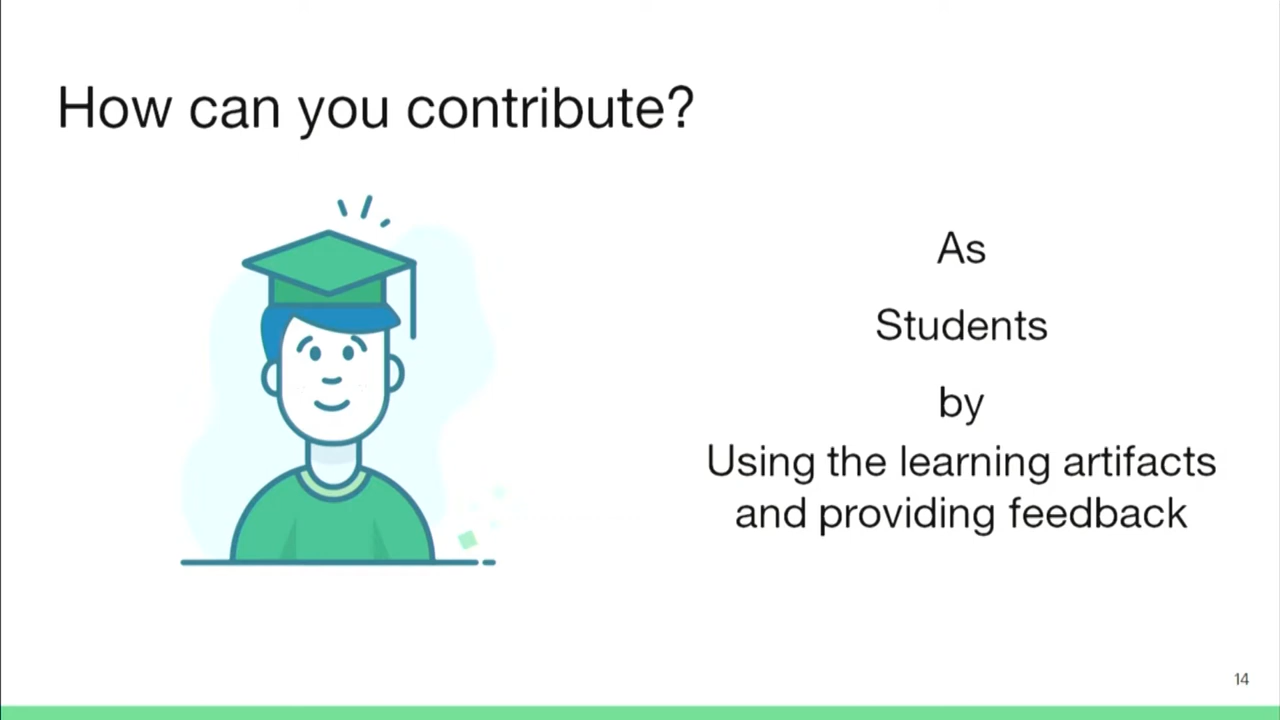 How can you contribute?
As
Students
by
Using the learning artifacts
and providing feedback
14